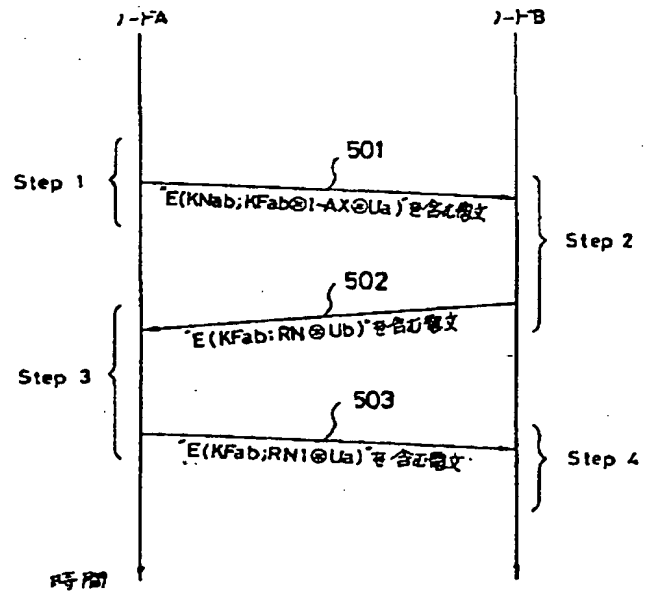 ノードA ノードB
501
Step 1
"E(KNab;KFab⊗I-AX⊗Ua)"を含む電文
Step 2
502
"E(KFab;RN⊗Ub)"を含む電文
Step 3
503
"E(KFab;RN1⊗Ua)"を含む電文
Step 4
時間